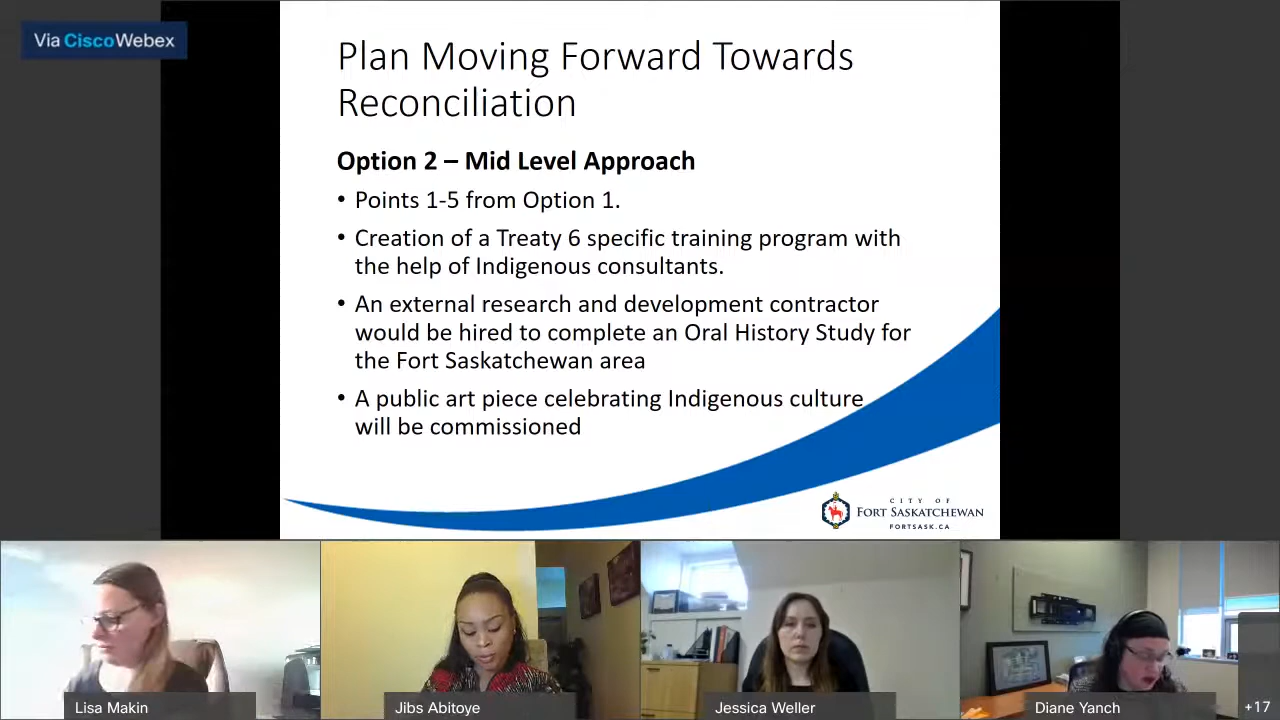 Via Cisco Webex
Plan Moving Forward Towards
Reconciliation
Option 2 – Mid Level Approach
• Points 1-5 from Option 1.
• Creation of a Treaty 6 specific training program with
the help of Indigenous consultants.
• An external research and development contractor
would be hired to complete an Oral History Study for
the Fort Saskatchewan area
• A public art piece celebrating Indigenous culture
will be commissioned
CITY OF
FORT SASKATCHEWAN
FORTSASK.CA
Lisa Makin
Jibs Abitoye
Jessica Weller
Diane Yanch
+17